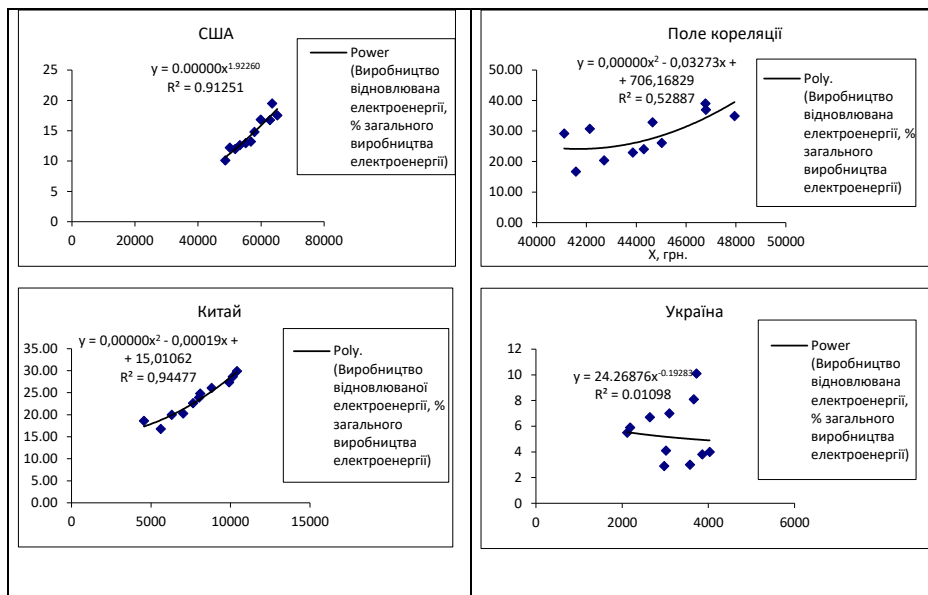 США
y = 0.00000x1.92260
R² = 0.91251
0
5
10
15
20
25
0 20000 40000 60000 80000
Power
(Виробництво
відновлювана
електроенергії,
% загального
виробництва
електроенергії)
Поле кореляції
y = 0,00000x2 - 0,03273x +
+ 706,16829
R² = 0,52887
0.00
10.00
20.00
30.00
40.00
50.00
40000 42000 44000 46000 48000 50000
X, грн.
Poly.
(Виробництво
відновлювана
електроенергії, %
загального
виробництва
електроенергії)
Китай
y = 0,00000x2 - 0,00019x +
+ 15,01062
R² = 0,94477
0.00
5.00
10.00
15.00
20.00
25.00
30.00
35.00
0 5000 10000 15000
Poly.
(Виробництво
відновлюваної
електроенергії, %
загального
виробництва
електроенергії)
Україна
y = 24.26876x-0.19283
R² = 0.01098
0
2
4
6
8
10
12
0 2000 4000 6000
Power
(Виробництво
відновлювана
електроенергії,
% загального
виробництва
електроенергії)